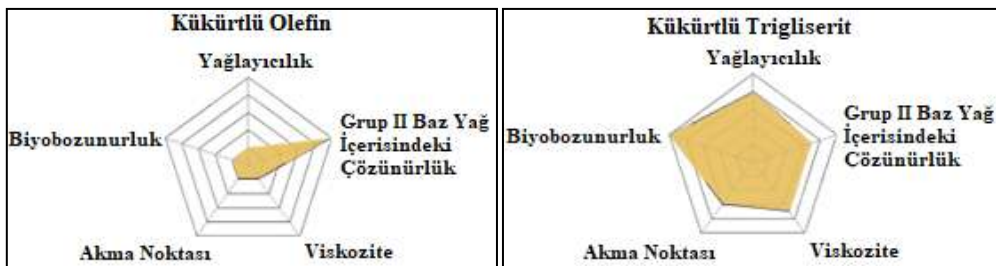 Kükürtlü Olefin
Yağlayıcılık
Biyobozunurluk
Grup II Baz Yağ
İçerisindeki
Çözünürlük
Akma Noktası
Viskozite
Kükürtlü Trigliserit
Yağlayıcılık
Biyobozunurluk
Grup II Baz Yağ
İçerisindeki
Çözünürlük
Akma Noktası
Viskozite